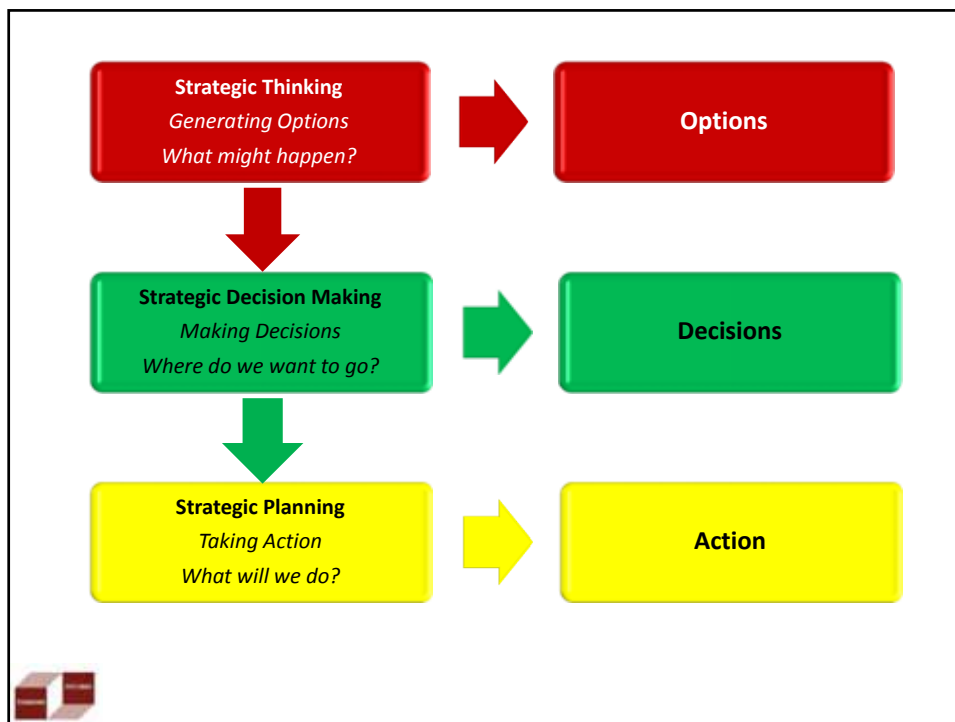 Strategic Thinking
Generating Options
What might happen?
Options
Strategic Decision Making
Making Decisions
Where do we want to go?
Decisions
Strategic Planning
Taking Action
What will we do?
Action